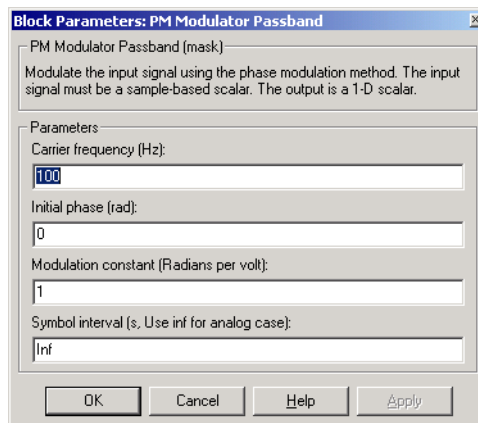 Block Parameters: PM Modulator Passband
PM Modulator Passband (mask)
Modulate the input signal using the phase modulation method. The input
signal must be a sample-based scalar. The output is a 1-D scalar.
Parameters
Carrier frequency (Hz):
100
Initial phase (rad):
0
Modulation constant (Radians per volt):
1
Symbol interval (s, Use inf for analog case):
Inf
OK Cancel Help Apply